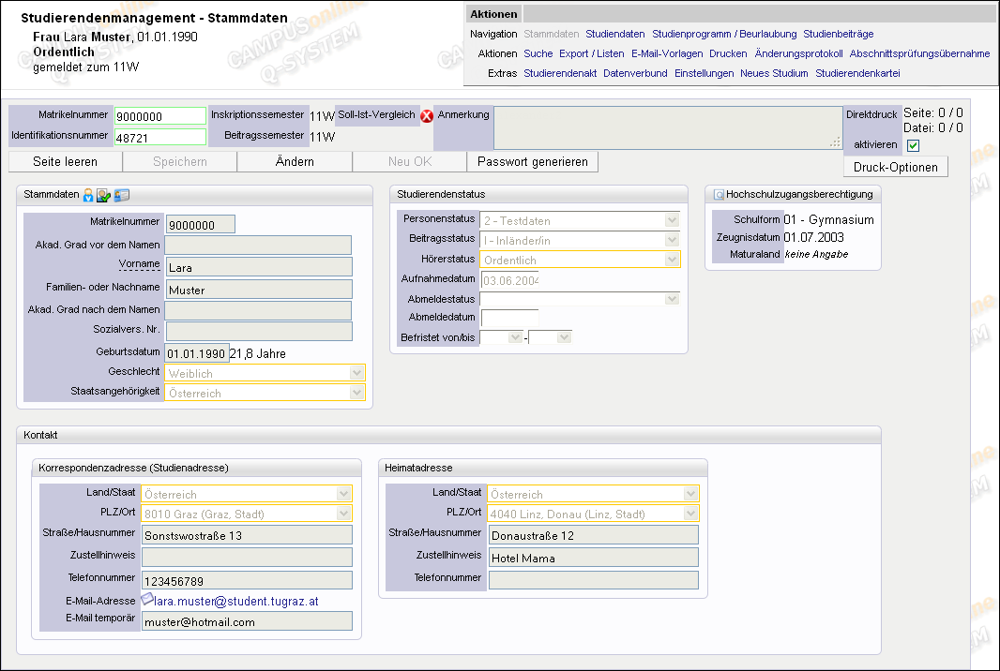 Studierendenmanagement - Stammdaten
Frau Lara Muster, 01.01.1990
Ordentlich
gemeldet zum 11W
CAMPUSonline
Q-SYSTEM
Aktionen
Navigation Stammdaten Studiendaten Studienprogramm / Beurlaubung Studienbeiträge
Aktionen Suche Export / Listen E-Mail-Vorlagen Drucken Änderungsprotokoll Abschnittsprüfungsübernahme
Extras Studierendenakt Datenverbund Einstellungen Neues Studium Studierendenkartei
Matrikelnummer 9000000 Inskriptionssemester 11W Soll-Ist-Vergleich Anmerkung Direktdruck Seite: 0 / 0
Datei: 0 / 0
Identifikationsnummer 48721 Beitragssemester 11W aktivieren
Seite leeren Speichern Ändern Neu OK Passwort generieren Druck-Optionen
Stammdaten
Matrikelnummer 9000000
Akad. Grad vor dem Namen
Vorname Lara
Familien- oder Nachname Muster
Akad. Grad nach dem Namen
Sozialvers. Nr.
Geburtsdatum 01.01.1990 21,8 Jahre
Geschlecht Weiblich
Staatsangehörigkeit Österreich
Studierendenstatus
Personenstatus 2 - Testdaten
Beitragsstatus I - Inländer/in
Hörerstatus Ordentlich
Aufnahmedatum 03.06.2004
Abmeldestatus
Abmeldedatum
Befristet von/bis -
Hochschulzugangsberechtigung
Schulform 01 - Gymnasium
Zeugnisdatum 01.07.2003
Maturaland keine Angabe
Kontakt
Korrespondenzadresse (Studienadresse)
Land/Staat Österreich
PLZ/Ort 8010 Graz (Graz, Stadt)
Straße/Hausnummer Sonstswostraße 13
Zustellhinweis
Telefonnummer 123456789
E-Mail-Adresse lara.muster@student.tugraz.at
E-Mail temporär muster@hotmail.com
Heimatadresse
Land/Staat Österreich
PLZ/Ort 4040 Linz, Donau (Linz, Stadt)
Straße/Hausnummer Donaustraße 12
Zustellhinweis Hotel Mama
Telefonnummer